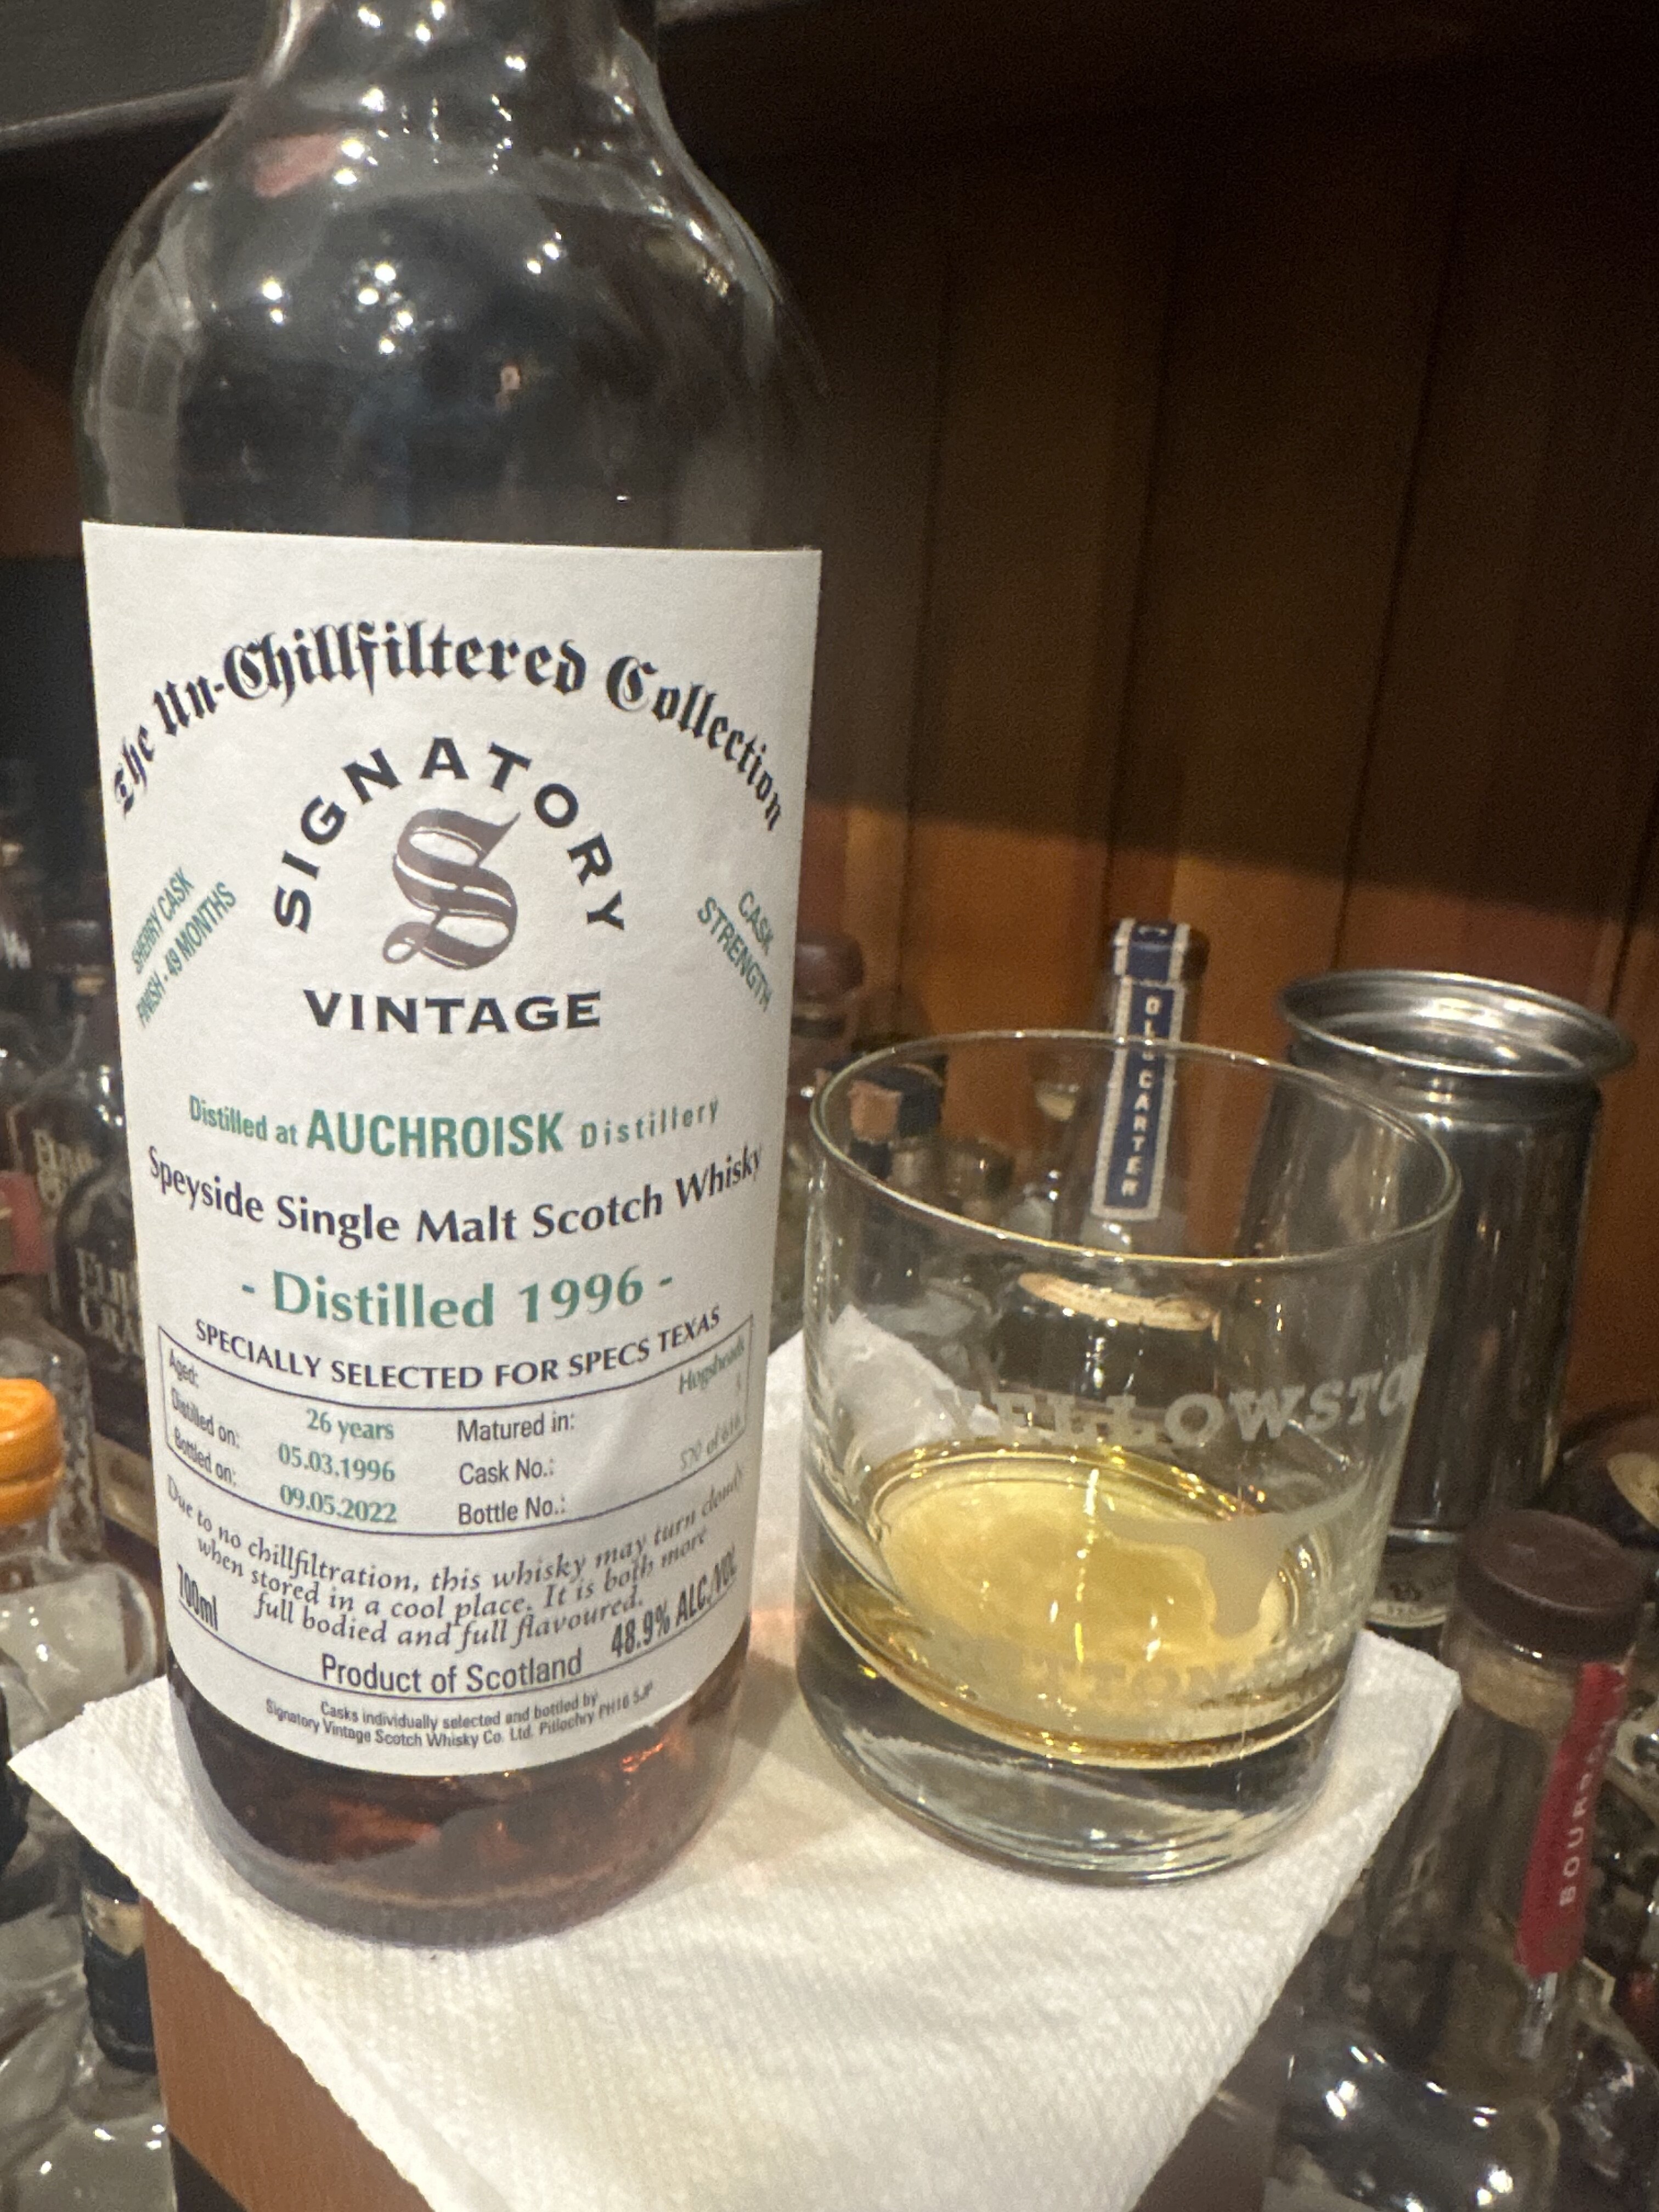 The Un-Chillfiltered Collection
SIGNATORY
S
VINTAGE
SHERRY CASK
FINISH - 49 MONTHS
CASK
STRENGTH
Distilled at AUCHROISK Distillery
Speyside Single Malt Scotch Whisky
- Distilled 1996 -
SPECIALLY SELECTED FOR SPECS TEXAS
Aged: 26 years Matured in: Hogsheads
Distilled on: 05.03.1996 Cask No.:
Bottled on: 09.05.2022 Bottle No.: of
Due to no chillfiltration, this whisky may turn cloudy
when stored in a cool place. It is both more
full bodied and full flavoured.
700ml
Product of Scotland
48.9% ALC./VOL
Casks individually selected and bottled by
Signatory Vintage Scotch Whisky Co. Ltd. Pitlochry PH16 5JP
OLD CARTER
BOURBON